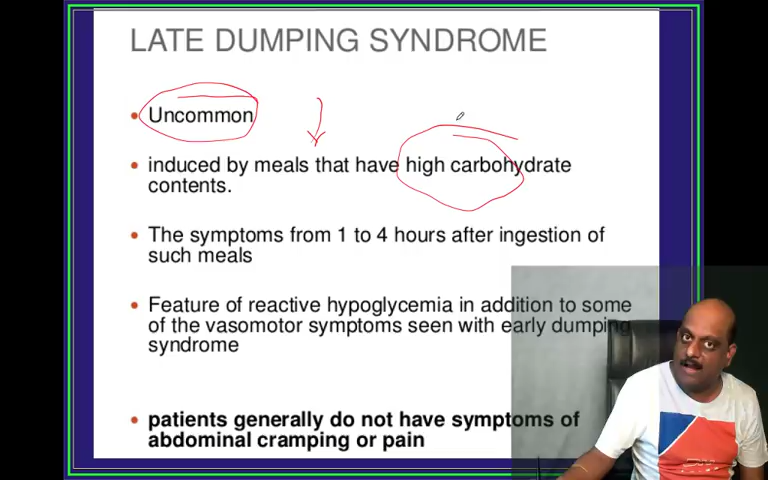 LATE DUMPING SYNDROME
• Uncommon
• induced by meals that have high carbohydrate
contents.
• The symptoms from 1 to 4 hours after ingestion of
such meals
• Feature of reactive hypoglycemia in addition to some
of the vasomotor symptoms seen with early dumping
syndrome
• patients generally do not have symptoms of
abdominal cramping or pain